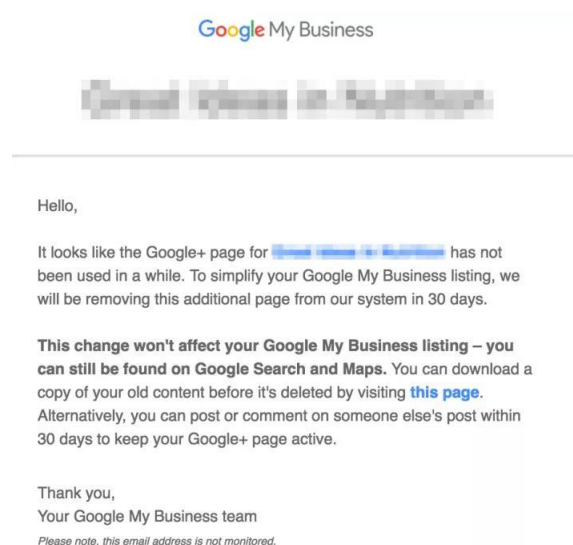 Google My Business
Hello,
It looks like the Google+ page for has not
been used in a while. To simplify your Google My Business listing, we
will be removing this additional page from our system in 30 days.
This change won't affect your Google My Business listing – you
can still be found on Google Search and Maps. You can download a
copy of your old content before it's deleted by visiting this page.
Alternatively, you can post or comment on someone else's post within
30 days to keep your Google+ page active.
Thank you,
Your Google My Business team
Please note, this email address is not monitored.